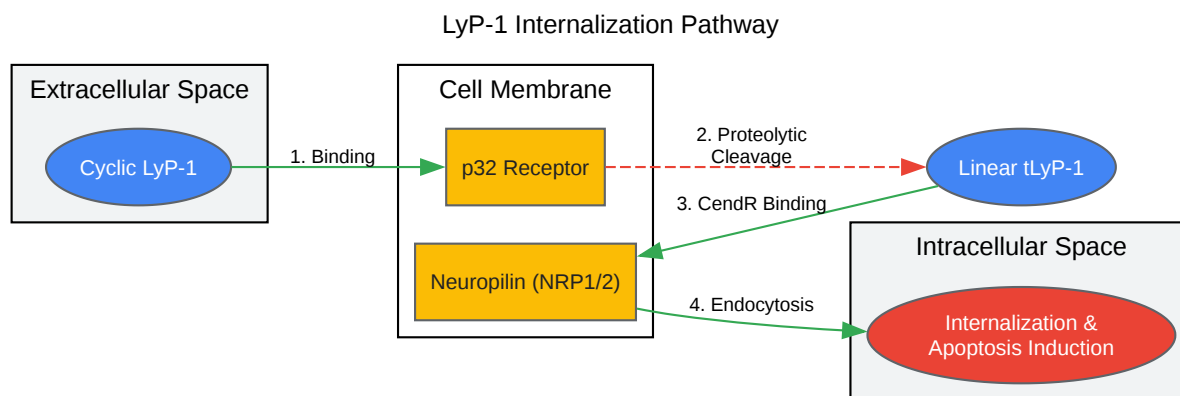 LyP-1 Internalization Pathway
Extracellular Space
Cyclic LyP-1
1. Binding
Cell Membrane
p32 Receptor
2. Proteolytic
Cleavage
Linear tLyP-1
3. CendR Binding
Neuropilin (NRP1/2)
4. Endocytosis
Intracellular Space
Internalization &
Apoptosis Induction